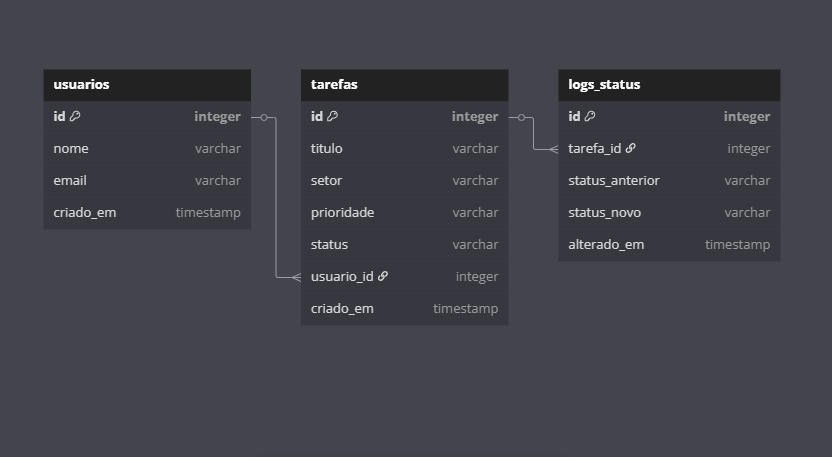 usuarios
id integer
nome varchar
email varchar
criado_em timestamp
tarefas
id integer
titulo varchar
setor varchar
prioridade varchar
status varchar
usuario_id integer
criado_em timestamp
logs_status
id integer
tarefa_id integer
status_anterior varchar
status_novo varchar
alterado_em timestamp